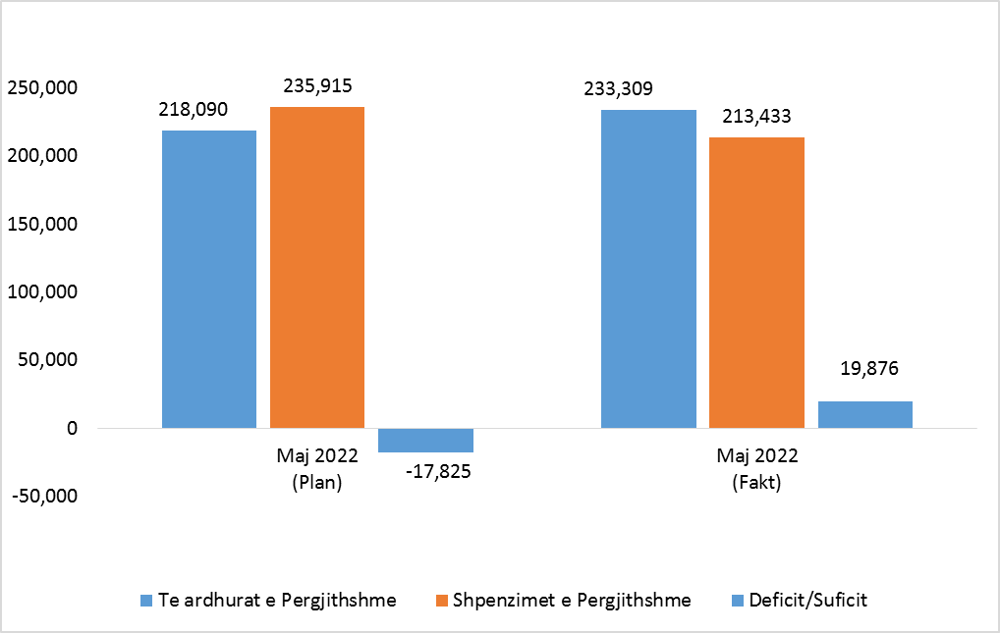 250,000
200,000
150,000
100,000
50,000
0
-50,000
218,090
235,915
-17,825
233,309
213,433
19,876
Maj 2022
(Plan)
Maj 2022
(Fakt)
Te ardhurat e Pergjithshme
Shpenzimet e Pergjithshme
Deficit/Suficit